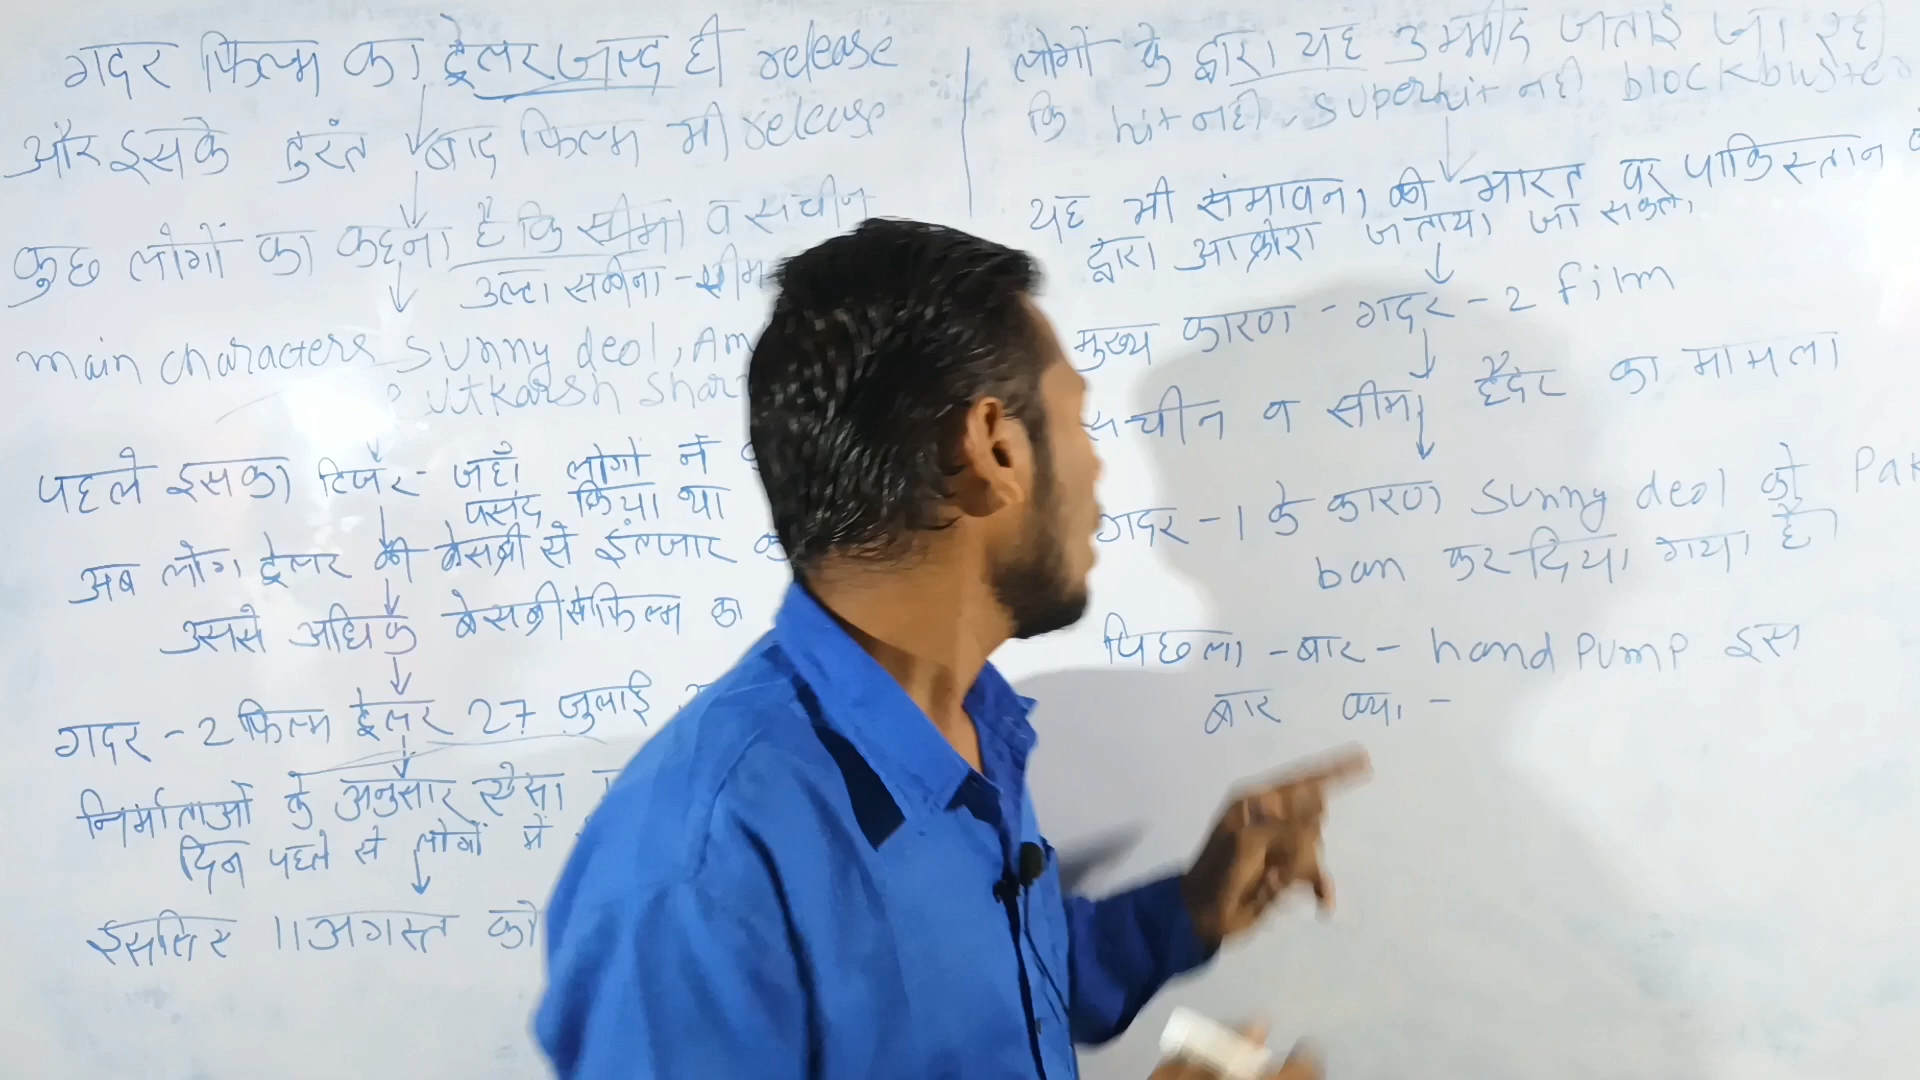 गदर फिल्म का ट्रेलर जल्द ही release
और इसके तुरंत बाद फिल्म भी release
कुछ लोगों का कहना है कि सीमा व सचीन
उल्टा सकीना - सीम
main characters sunny deol, Am
utkarsh shar
पहले इसका टिजर - जहाँ लोगों ने
पसंद किया था
अब लोग ट्रेलर की बेसब्री से इंतजार
उससे अधिक बेसब्री से फिल्म का
गदर - 2 फिल्म ट्रेलर 27 जुलाई
निर्माताओं के अनुसार ऐसा
दिन पहले से लोगों में
इसलिए 11 अगस्त को
लोगों के द्वारा यह उम्मीद जताई जा रही
कि hit नही, superhit नही blockbuster
यह भी संभावना की भारत पर पाकिस्तान
द्वारा आक्रोश जताया जा सकता
मुख्य कारण - गदर - 2 film
सचीन व सीमा हैदर का मामला
गदर - 1 के कारण sunny deol को Pak
ban कर दिया गया है
पिछला - बार - hand pump इस
बार क्या -